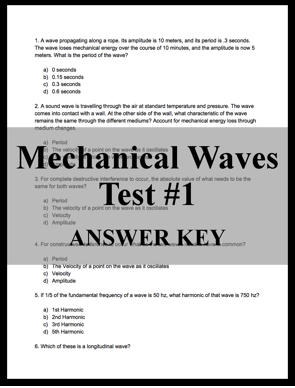 1. A wave propagating along a rope. Its amplitude is 10 meters, and its period is .3 seconds.
The wave loses mechanical energy over the course of 10 minutes, and the amplitude is now 5
meters. What is the period of the wave?
a) 0 seconds
b) 0.15 seconds
c) 0.3 seconds
d) 0.6 seconds
2. A sound wave is travelling through the air at standard temperature and pressure. The wave
comes into contact with a wall. At the other side of the wall, what characteristic of the wave
remains the same through the different mediums? Account for mechanical energy loss through
medium changes.
a) Period
b) The velocity of a point on the wave as it oscillates
Mechanical Waves
3. For complete destructive interference to occur, the absolute value of what needs to be the
same for both waves?
Test #1
a) Period
b) The velocity of a point on the wave as it oscillates
c) Velocity
d) Amplitude
ANSWER KEY
4. For common?
a) Period
b) The Velocity of a point on the wave as it oscillates
c) Velocity
d) Amplitude
5. If 1/5 of the fundamental frequency of a wave is 50 hz, what harmonic of that wave is 750 hz?
a) 1st Harmonic
b) 2nd Harmonic
c) 3rd Harmonic
d) 5th Harmonic
6. Which of these is a longitudinal wave?